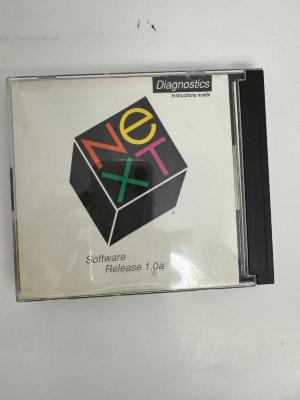 Diagnostics
Instructions inside
NeXT
Software
Release 1.0a